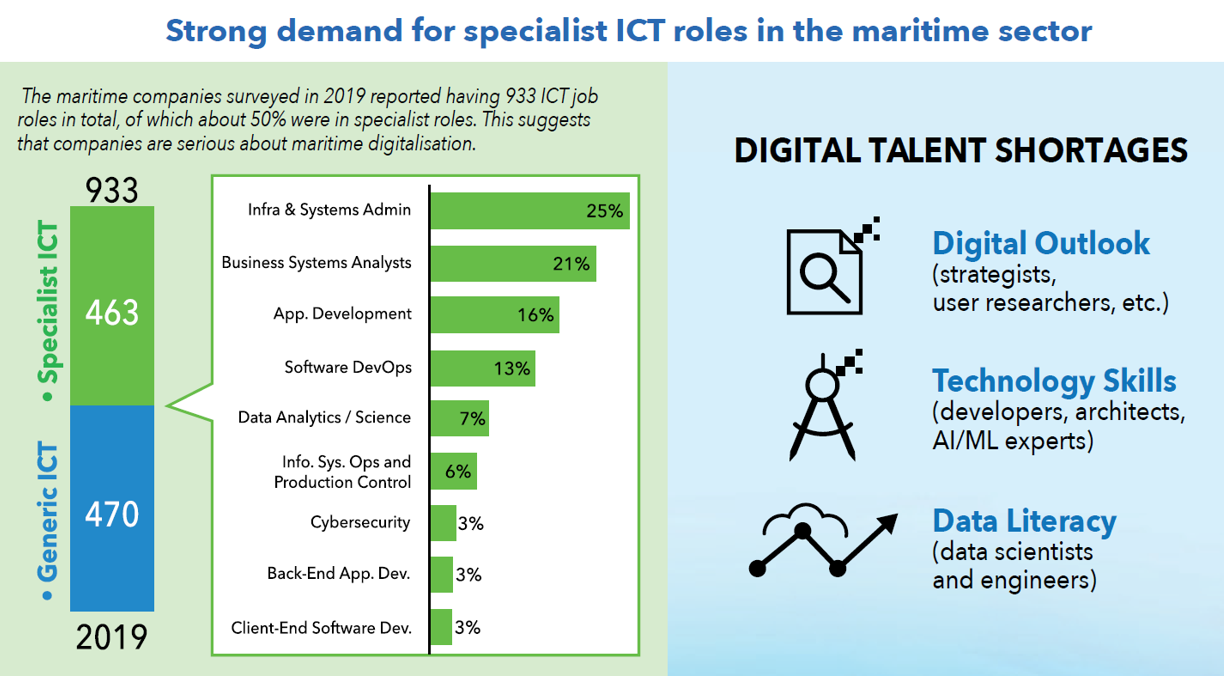 Strong demand for specialist ICT roles in the maritime sector
The maritime companies surveyed in 2019 reported having 933 ICT job
roles in total, of which about 50% were in specialist roles. This suggests
that companies are serious about maritime digitalisation.
933
• Specialist ICT
463
• Generic ICT
470
2019
Infra & Systems Admin
25%
Business Systems Analysts
21%
App. Development
16%
Software DevOps
13%
Data Analytics / Science
7%
Info. Sys. Ops and
Production Control
6%
Cybersecurity
3%
Back-End App. Dev.
3%
Client-End Software Dev.
3%
DIGITAL TALENT SHORTAGES
Digital Outlook
(strategists,
user researchers, etc.)
Technology Skills
(developers, architects,
AI/ML experts)
Data Literacy
(data scientists
and engineers)